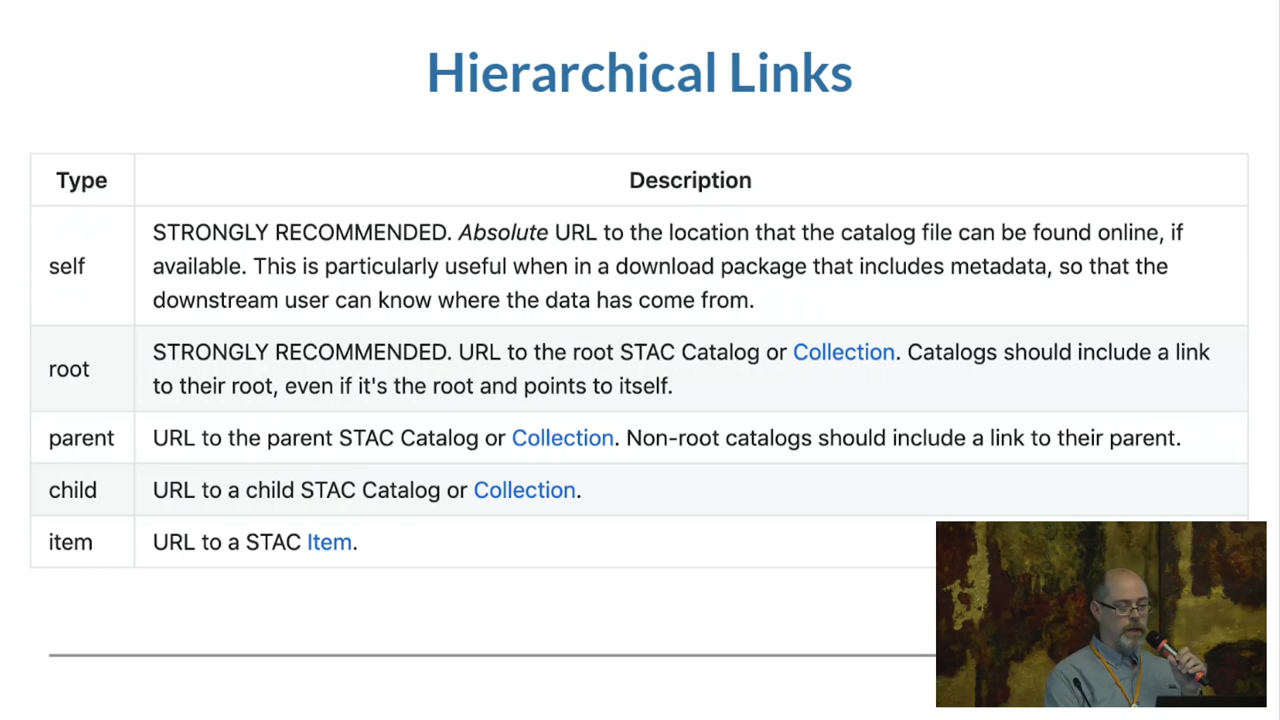 Hierarchical Links
Type
Description
self
STRONGLY RECOMMENDED. Absolute URL to the location that the catalog file can be found online, if
available. This is particularly useful when in a download package that includes metadata, so that the
downstream user can know where the data has come from.
root
STRONGLY RECOMMENDED. URL to the root STAC Catalog or Collection. Catalogs should include a link
to their root, even if it's the root and points to itself.
parent
URL to the parent STAC Catalog or Collection. Non-root catalogs should include a link to their parent.
child
URL to a child STAC Catalog or Collection.
item
URL to a STAC Item.